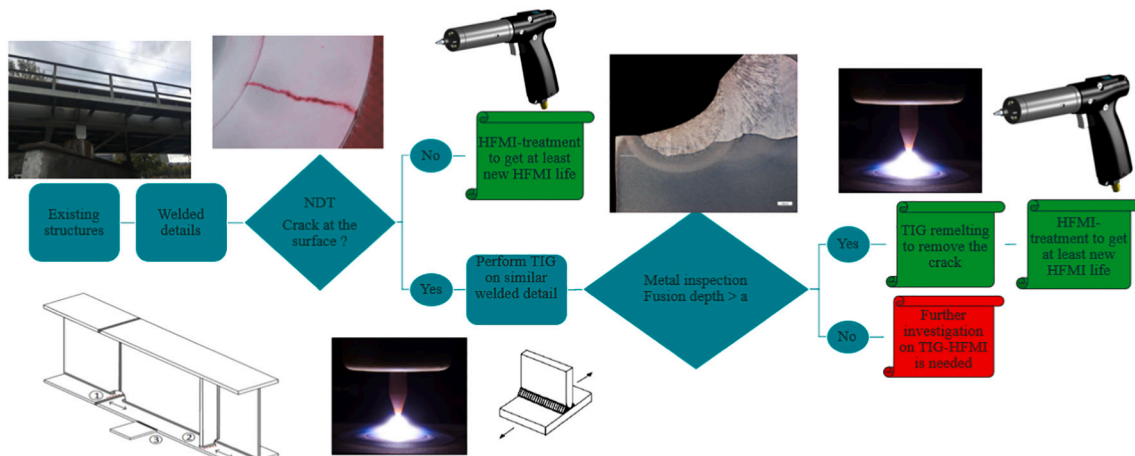 Existing
structures
Welded
details
NDT
Crack at the
surface ?
No
HFMI-treatment
to get at least
new HFMI life
Yes
Perform TIG
on similar
welded detail
Metal inspection
Fusion depth > a
Yes
TIG remelting
to remove the
crack
HFMI-
treatment to get
at least new
HFMI life
No
Further
investigation
on TIG-HFMI
is needed
1
2
3